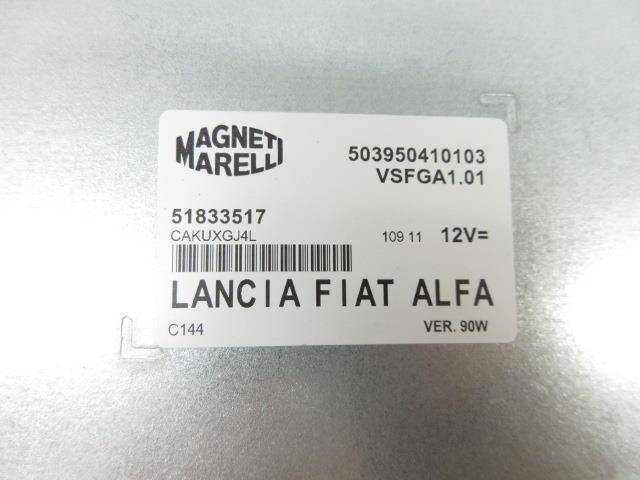 MAGNETI
MARELLI
503950410103
VSFGA1.01
51833517
CAKUXGJ4L
109 11 12V=
LANCIA FIAT ALFA
C144 VER. 90W